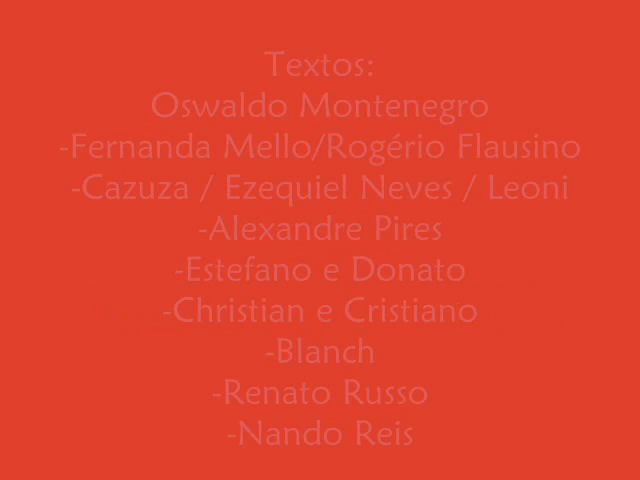 Textos:
Oswaldo Montenegro
-Fernanda Mello/Rogério Flausino
-Cazuza / Ezequiel Neves / Leoni
-Alexandre Pires
-Estefano e Donato
-Christian e Cristiano
-Blanch
-Renato Russo
-Nando Reis